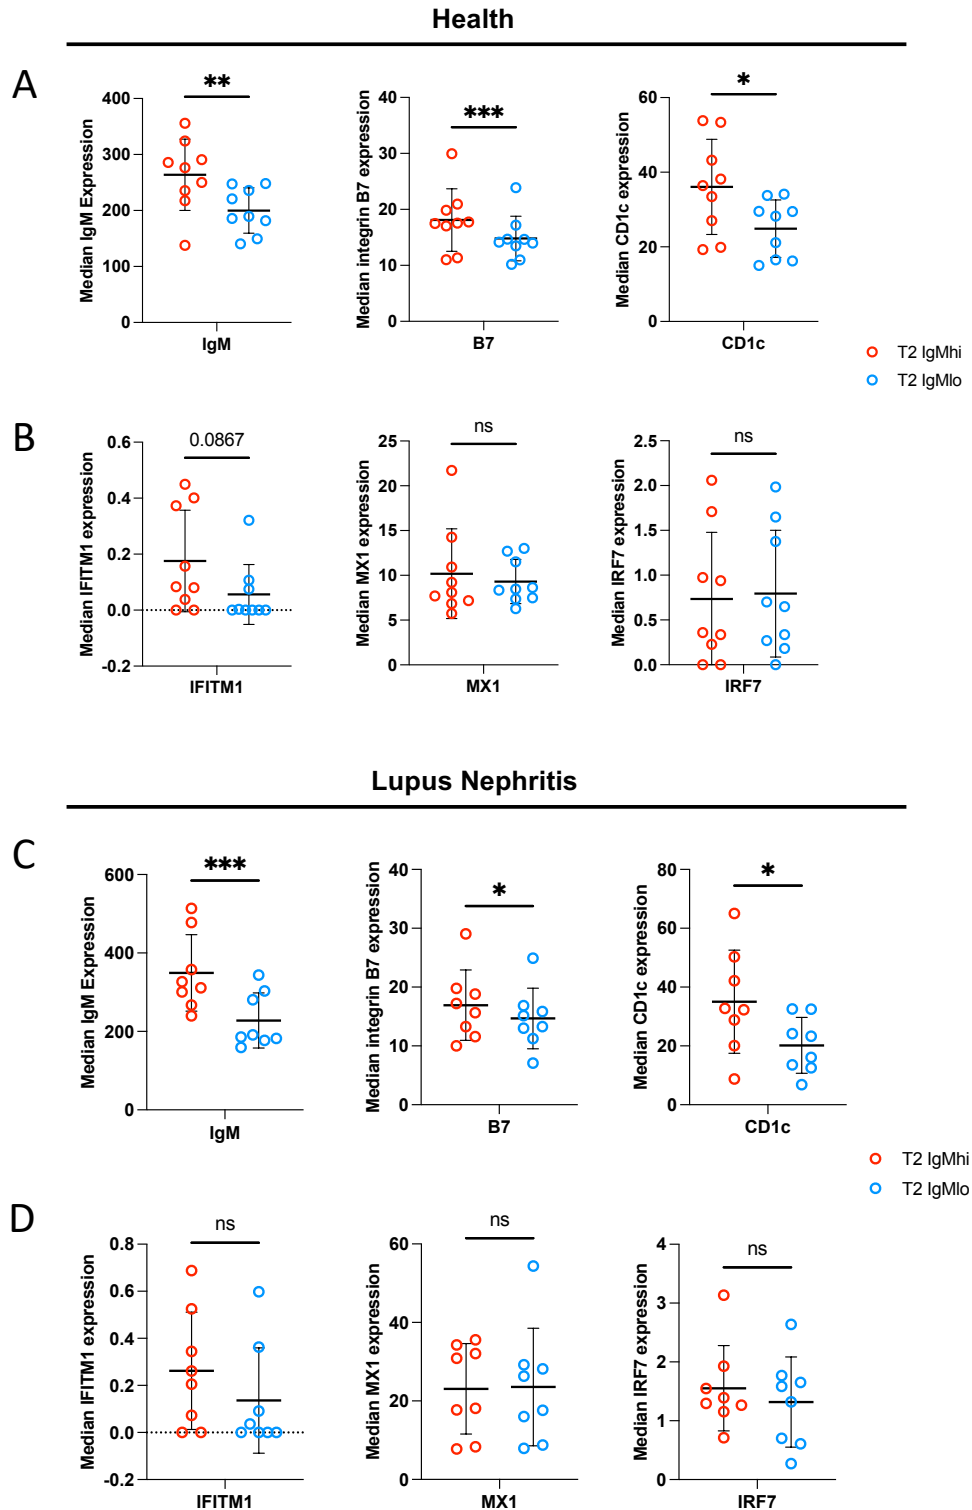 Health
A
Median IgM Expression
400
300
200
100
0
**
IgM
Median integrin B7 expression
40
30
20
10
0
***
B7
Median CD1c expression
60
40
20
0
*
CD1c
T2 IgMhi
T2 IgMlo
B
Median IFITM1 expression
0.6
0.4
0.2
0.0
-0.2
0.0867
IFITM1
Median MX1 expression
25
20
15
10
5
0
ns
MX1
Median IRF7 expression
2.5
2.0
1.5
1.0
0.5
0.0
ns
IRF7
Lupus Nephritis
C
Median IgM Expression
600
400
200
0
***
IgM
Median integrin B7 expression
40
30
20
10
0
*
B7
Median CD1c expression
80
60
40
20
0
*
CD1c
T2 IgMhi
T2 IgMlo
D
Median IFITM1 expression
0.8
0.6
0.4
0.2
0.0
-0.2
ns
IFITM1
Median MX1 expression
60
40
20
0
ns
MX1
Median IRF7 expression
4
3
2
1
0
ns
IRF7